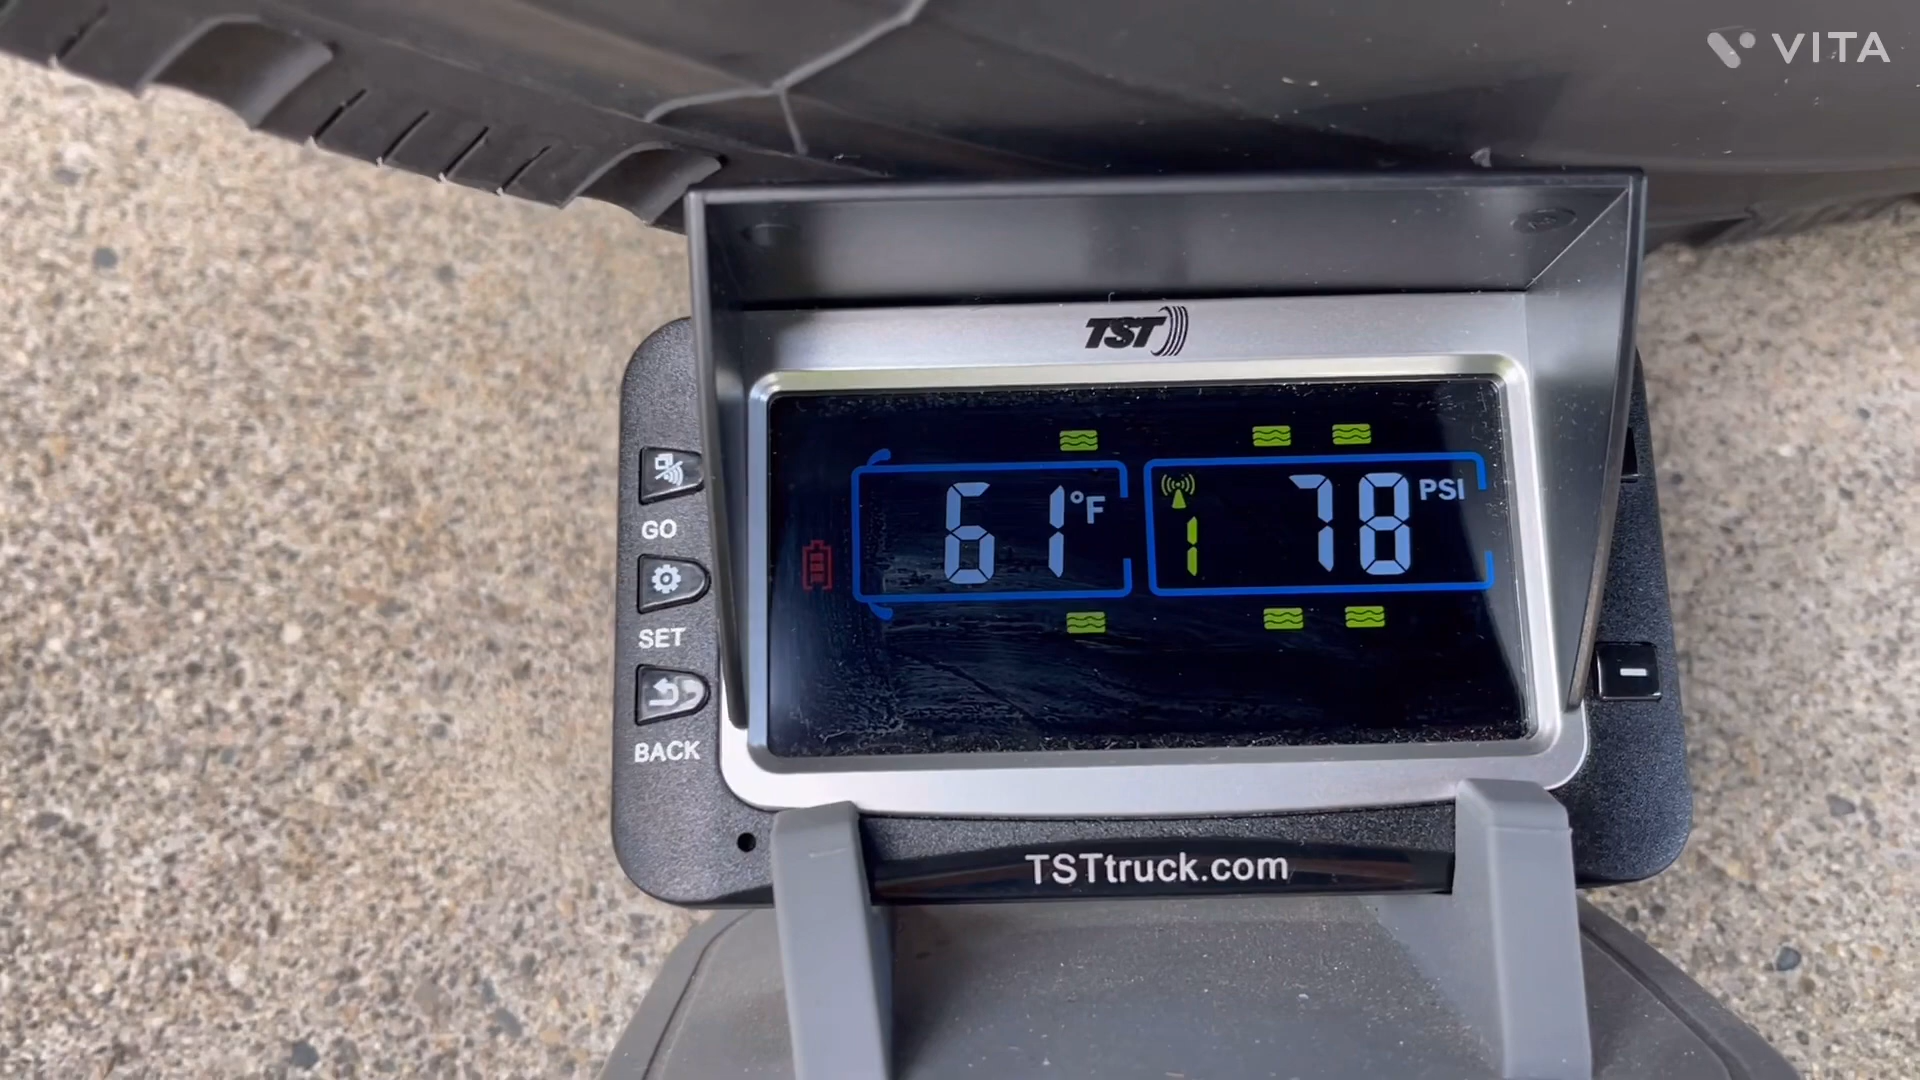 VITA
TST
61 °F
1 78 PSI
GO
SET
BACK
TSTtruck.com